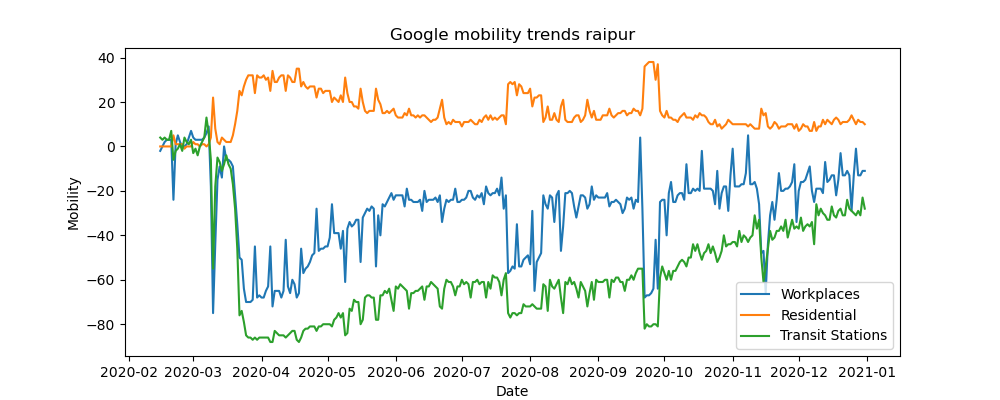 Google mobility trends raipur
Mobility
40
20
0
−20
−40
−60
−80
Workplaces
Residential
Transit Stations
2020-02 2020-03 2020-04 2020-05 2020-06 2020-07 2020-08 2020-09 2020-10 2020-11 2020-12 2021-01
Date